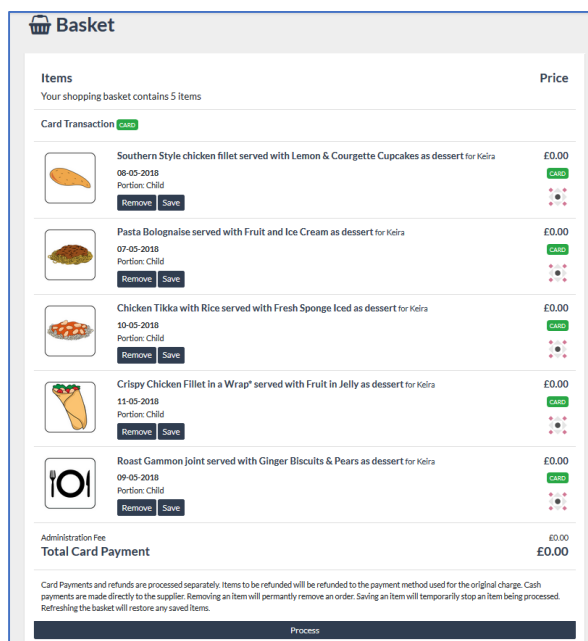 Basket
Items Price
Your shopping basket contains 5 items
Card Transaction CARD
Southern Style chicken fillet served with Lemon & Courgette Cupcakes as dessert for Keira £0.00
08-05-2018 CARD
Portion: Child
Remove Save
Pasta Bolognaise served with Fruit and Ice Cream as dessert for Keira £0.00
07-05-2018 CARD
Portion: Child
Remove Save
Chicken Tikka with Rice served with Fresh Sponge Iced as dessert for Keira £0.00
10-05-2018 CARD
Portion: Child
Remove Save
Crispy Chicken Fillet in a Wrap* served with Fruit in Jelly as dessert for Keira £0.00
11-05-2018 CARD
Portion: Child
Remove Save
Roast Gammon joint served with Ginger Biscuits & Pears as dessert for Keira £0.00
09-05-2018 CARD
Portion: Child
Remove Save
Administration Fee £0.00
Total Card Payment £0.00
Card Payments and refunds are processed separately. Items to be refunded will be refunded to the payment method used for the original charge. Cash
payments are made directly to the supplier. Removing an item will permantly remove an order. Saving an item will temporarily stop an item being processed.
Refreshing the basket will restore any saved items.
Process